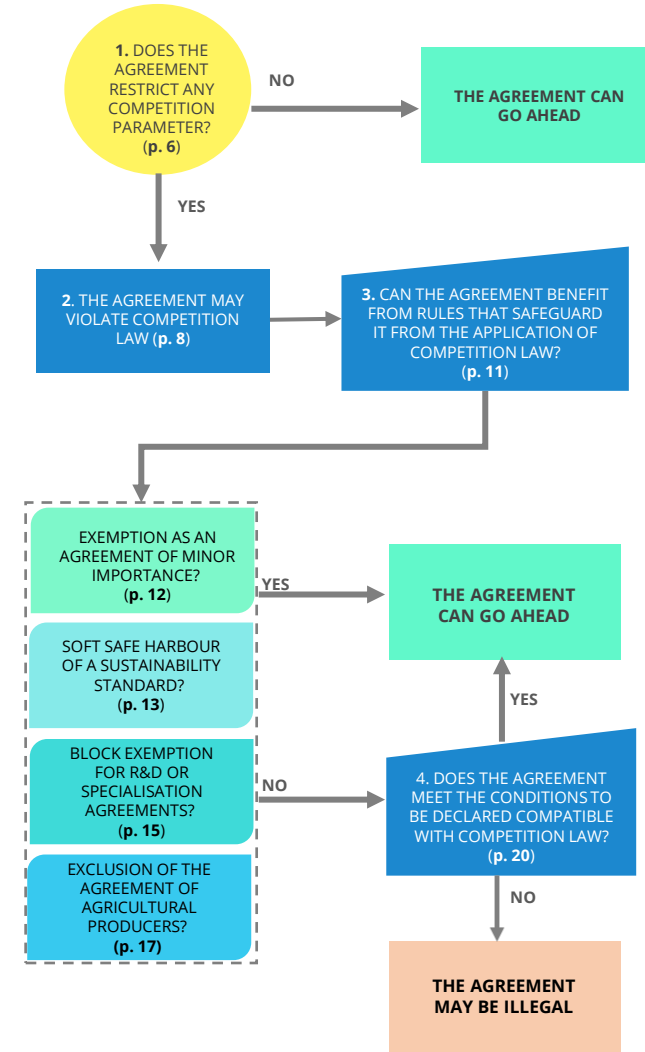 1. DOES THE
AGREEMENT
RESTRICT ANY
COMPETITION
PARAMETER?
(p. 6)
NO
THE AGREEMENT CAN
GO AHEAD
YES
2. THE AGREEMENT MAY
VIOLATE COMPETITION
LAW (p. 8)
3. CAN THE AGREEMENT BENEFIT
FROM RULES THAT SAFEGUARD
IT FROM THE APPLICATION OF
COMPETITION LAW?
(p. 11)
EXEMPTION AS AN
AGREEMENT OF MINOR
IMPORTANCE?
(p. 12)
YES
THE AGREEMENT
CAN GO AHEAD
SOFT SAFE HARBOUR
OF A SUSTAINABILITY
STANDARD?
(p. 13)
YES
BLOCK EXEMPTION
FOR R&D OR
SPECIALISATION
AGREEMENTS?
(p. 15)
NO
4. DOES THE AGREEMENT
MEET THE CONDITIONS TO
BE DECLARED COMPATIBLE
WITH COMPETITION LAW?
(p. 20)
EXCLUSION OF THE
AGREEMENT OF
AGRICULTURAL
PRODUCERS?
(p. 17)
NO
THE AGREEMENT
MAY BE ILLEGAL